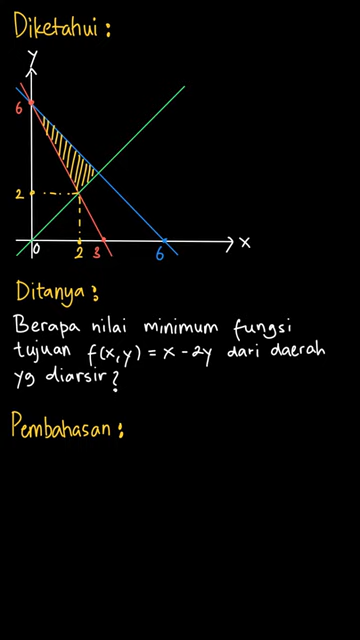 Diketahui :
Y
6
2
0
2
3
6
X
Ditanya :
Berapa nilai minimum fungsi
tujuan f(x,y) = x - 2y dari daerah
yg diarsir?
Pembahasan :